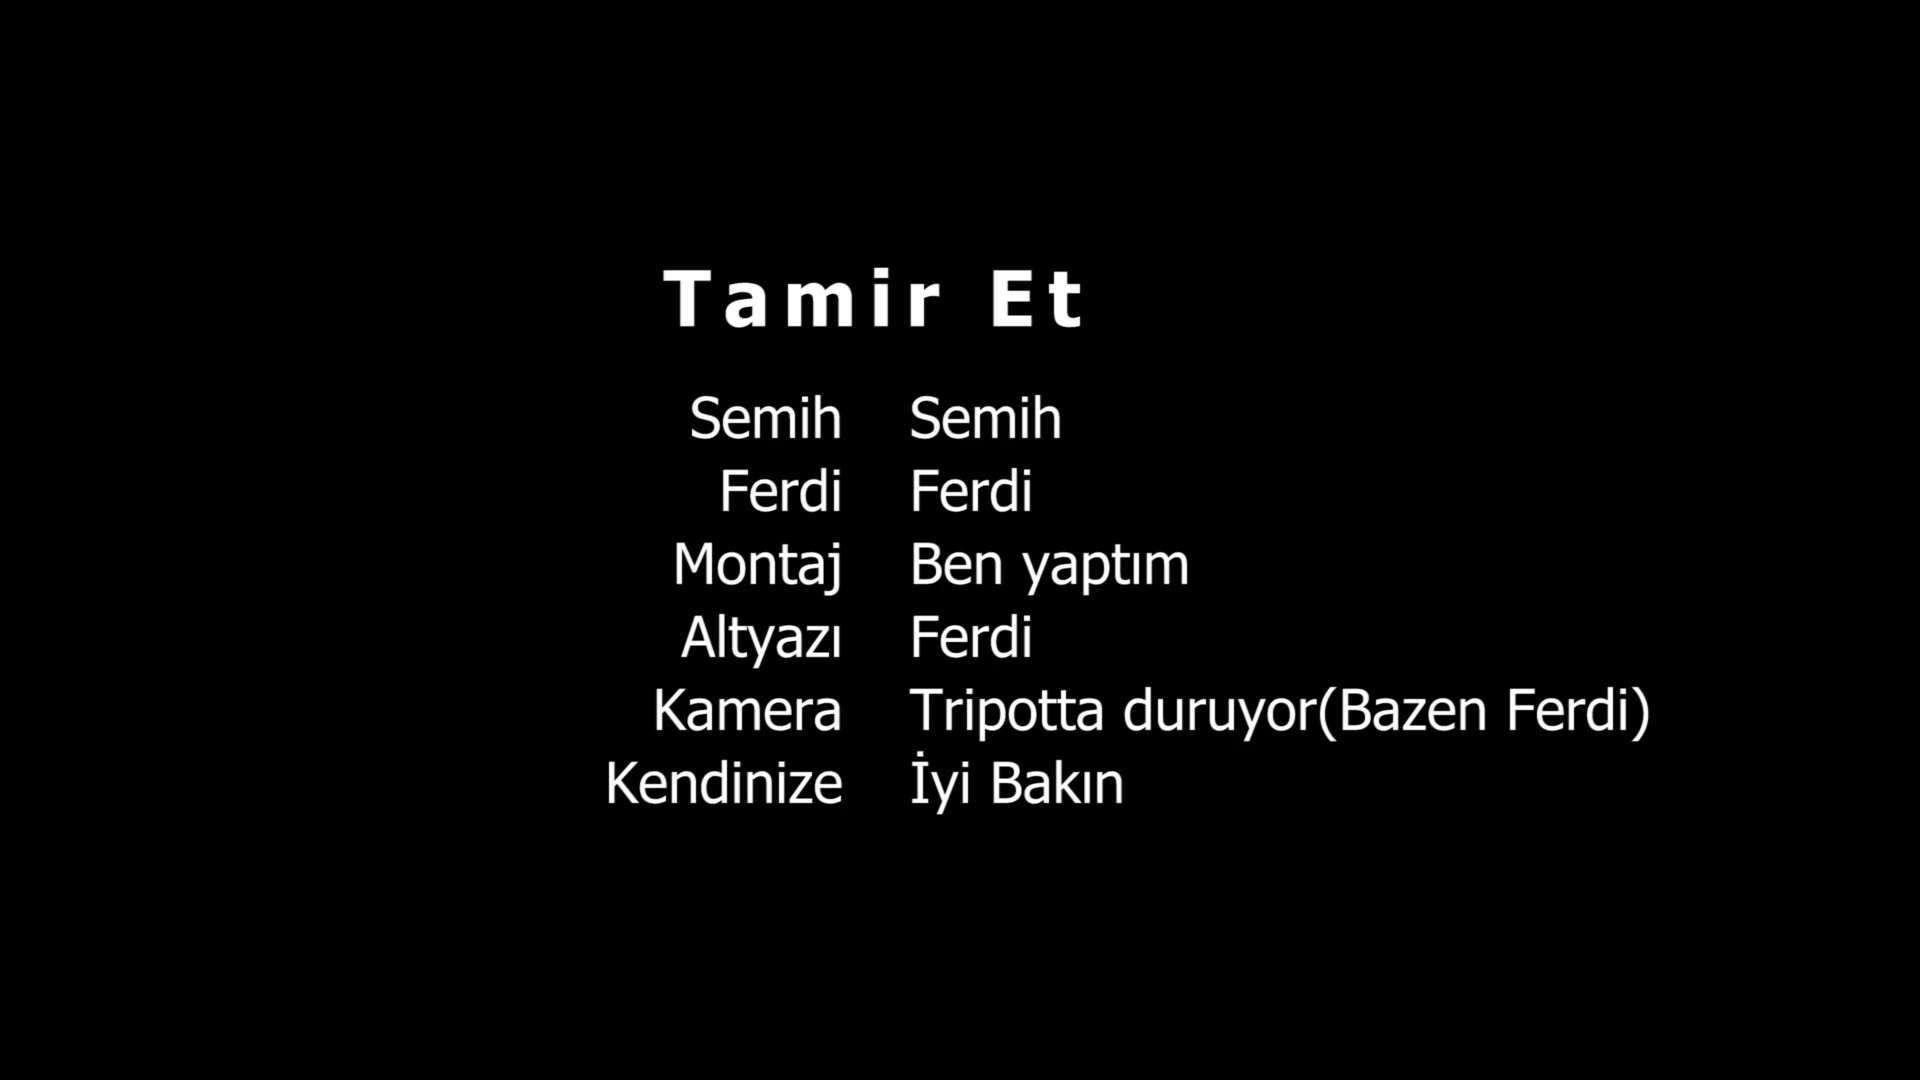 Tamir Et
Semih Semih
Ferdi Ferdi
Montaj Ben yaptım
Altyazı Ferdi
Kamera Tripotta duruyor(Bazen Ferdi)
Kendinize İyi Bakın